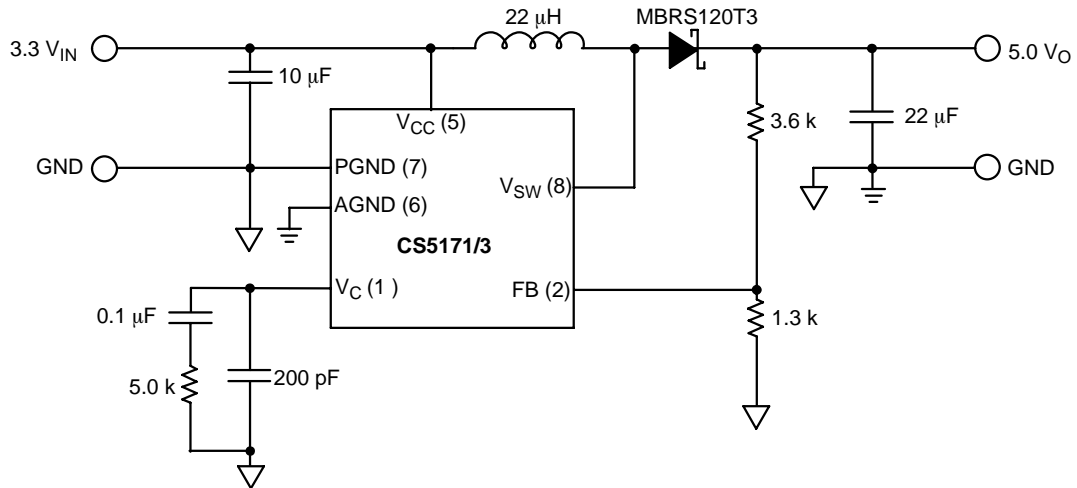 22 μH
MBRS120T3
3.3 V_IN
5.0 V_O
10 μF
V_CC (5)
3.6 k
22 μF
GND
PGND (7)
GND
V_SW (8)
AGND (6)
CS5171/3
V_C (1 )
FB (2)
0.1 μF
1.3 k
5.0 k
200 pF